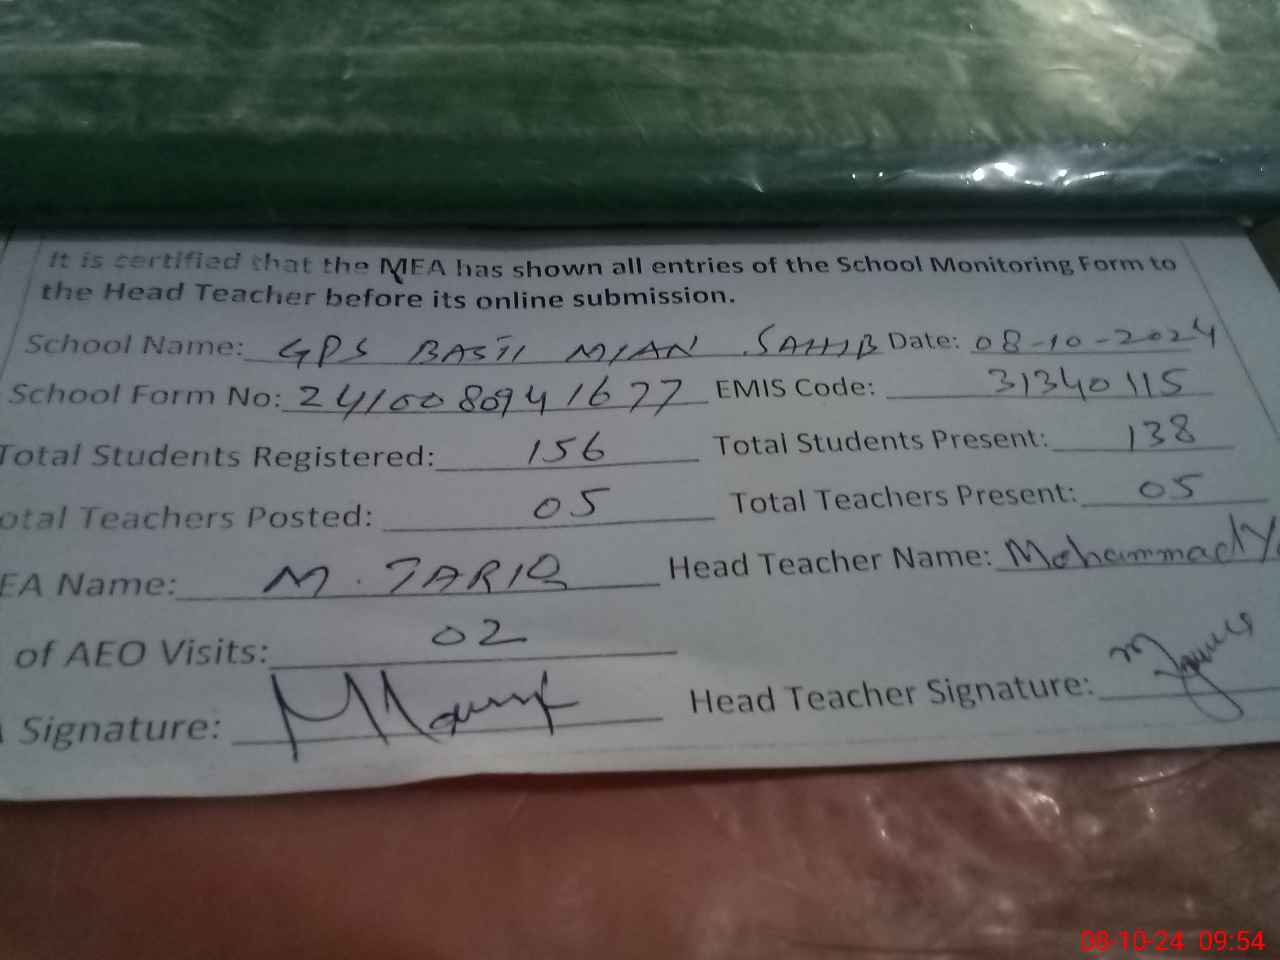 It is certified that the MEA has shown all entries of the School Monitoring Form to
the Head Teacher before its online submission.
School Name: GPS BASTI MIAN SAHIB Date: 08-10-2024
School Form No: 2410080941677 EMIS Code: 31340115
Total Students Registered: 156 Total Students Present: 138
otal Teachers Posted: 05 Total Teachers Present: 05
EA Name: M. TARIQ Head Teacher Name: Mohammad
of AEO Visits: 02
Signature: Head Teacher Signature:
08-10-24 09:54